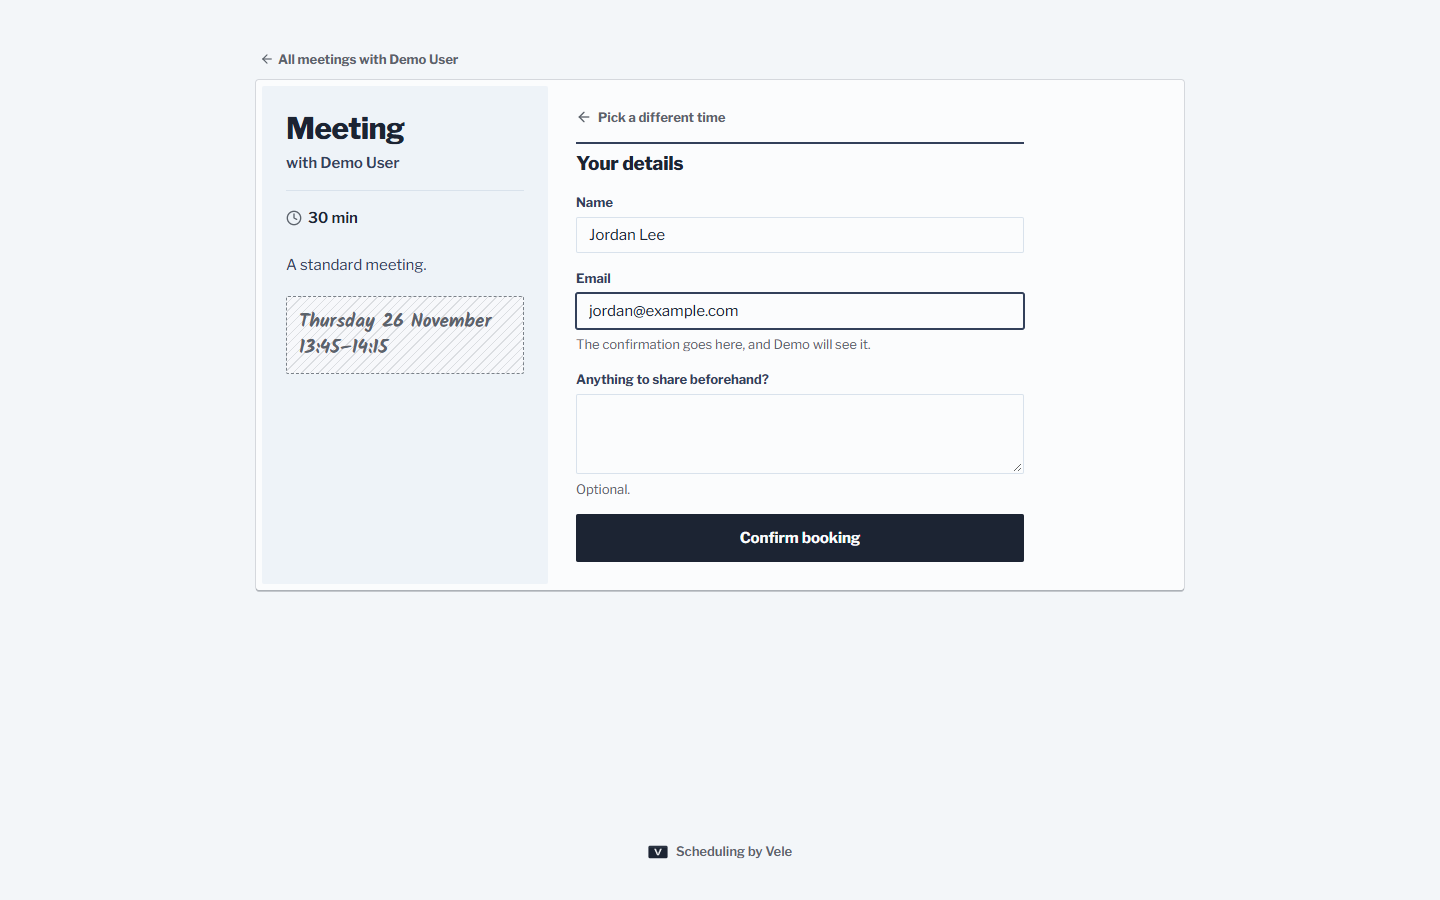 All meetings with Demo User
Meeting
with Demo User
30 min
A standard meeting.
Thursday 26 November
13:45–14:15
Pick a different time
Your details
Name
Jordan Lee
Email
jordan@example.com
The confirmation goes here, and Demo will see it.
Anything to share beforehand?
Optional.
Confirm booking
V Scheduling by Vele